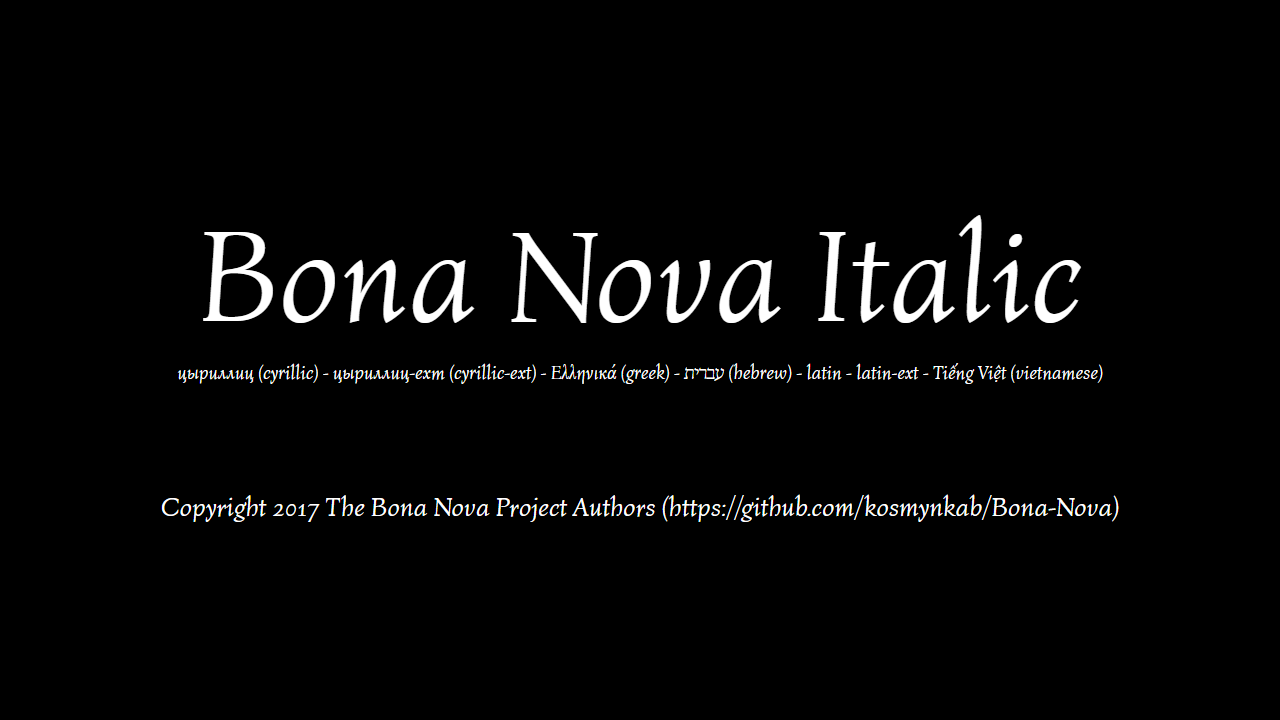 Bona Nova Italic
цыриллиц (cyrillic) - цыриллиц-ехт (cyrillic-ext) - Ελληνικά (greek) - עברית (hebrew) - latin - latin-ext - Tiếng Việt (vietnamese)
Copyright 2017 The Bona Nova Project Authors (https://github.com/kosmynkab/Bona-Nova)